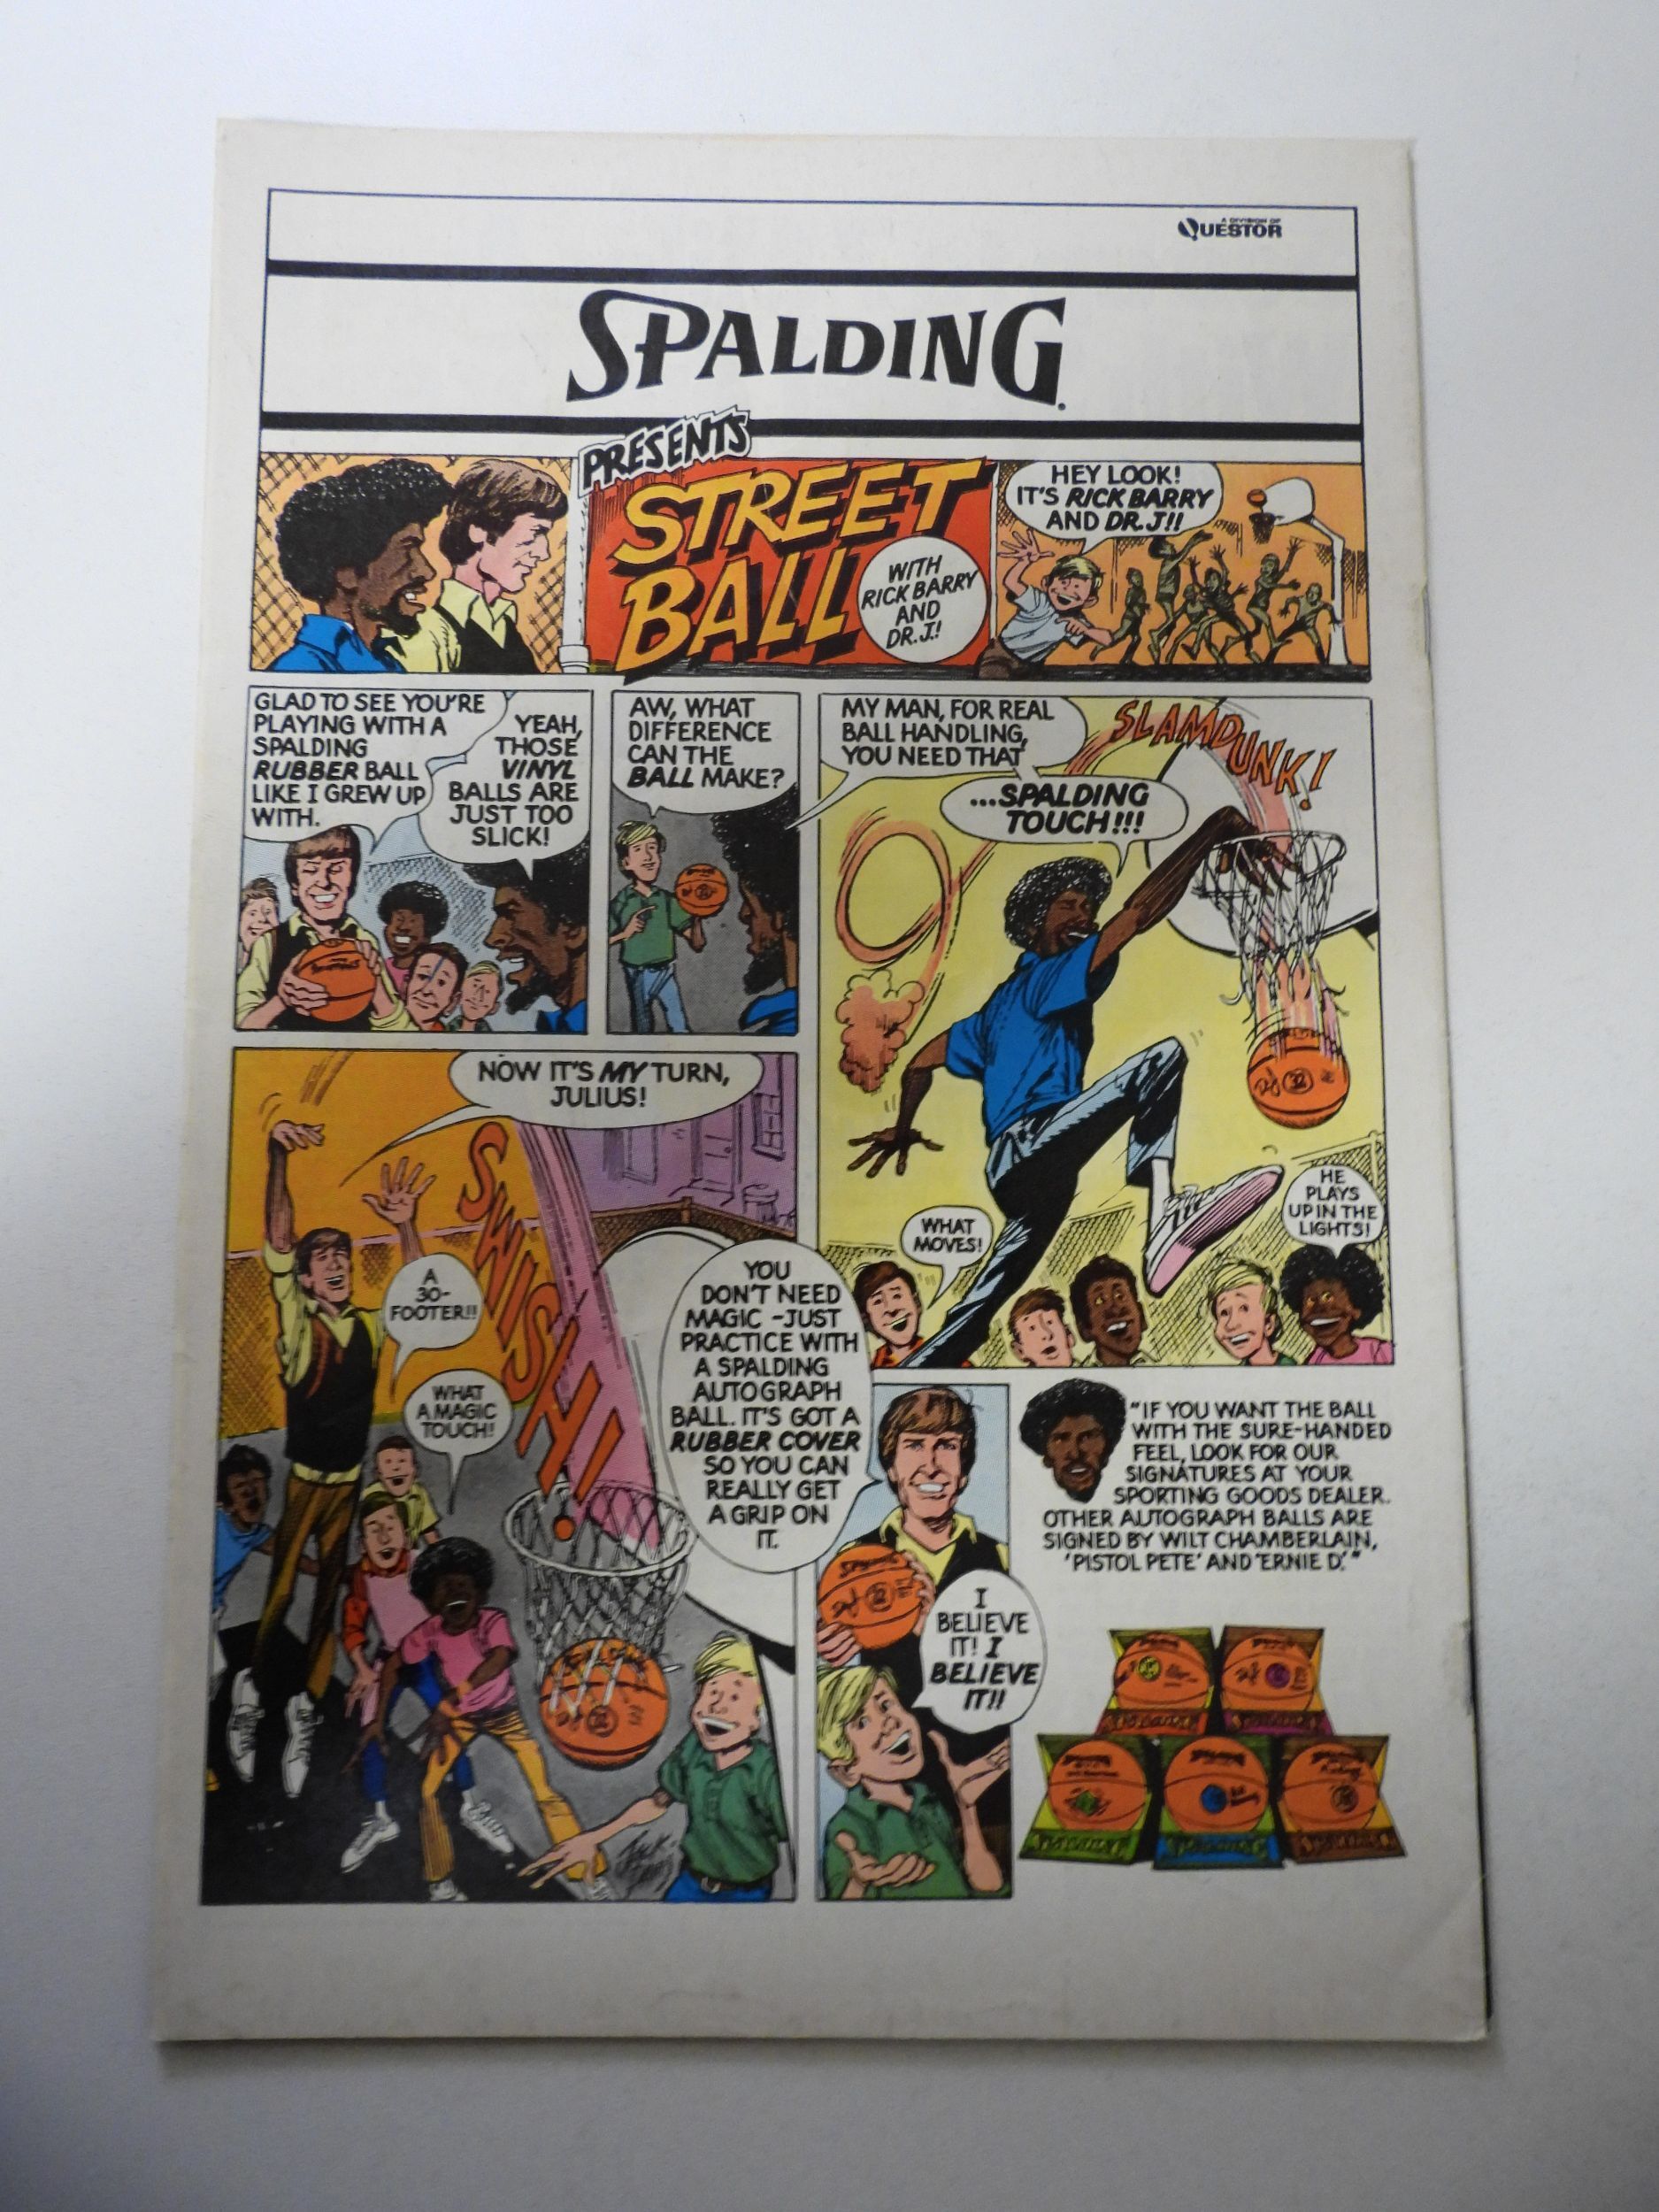 A DIVISION OF
QUESTOR
SPALDING
PRESENTS
STREET
BALL
WITH
RICK BARRY
AND
DR. J.!
HEY LOOK!
IT'S RICK BARRY
AND DR. J!!
GLAD TO SEE YOU'RE
PLAYING WITH A
SPALDING
RUBBER BALL
LIKE I GREW UP
WITH.
YEAH,
THOSE
VINYL
BALLS ARE
JUST TOO
SLICK!
AW, WHAT
DIFFERENCE
CAN THE
BALL MAKE?
MY MAN, FOR REAL
BALL HANDLING,
YOU NEED THAT
...SPALDING
TOUCH!!!
SLAMDUNK!
32
WHAT
MOVES!
HE
PLAYS
UP IN THE
LIGHTS!
NOW IT'S MY TURN,
JULIUS!
SWISH!
A
30-
FOOTER!!
WHAT
A MAGIC
TOUCH!
SPALDING
YOU
DON'T NEED
MAGIC -JUST
PRACTICE WITH
A SPALDING
AUTOGRAPH
BALL. IT'S GOT A
RUBBER COVER
SO YOU CAN
REALLY GET
A GRIP ON
IT.
SPALDING
I
BELIEVE
IT! I
BELIEVE
IT!!
"IF YOU WANT THE BALL
WITH THE SURE-HANDED
FEEL, LOOK FOR OUR
SIGNATURES AT YOUR
SPORTING GOODS DEALER.
OTHER AUTOGRAPH BALLS ARE
SIGNED BY WILT CHAMBERLAIN,
'PISTOL PETE' AND 'ERNIE D.'"
SPALDING
SPALDING
SPALDING